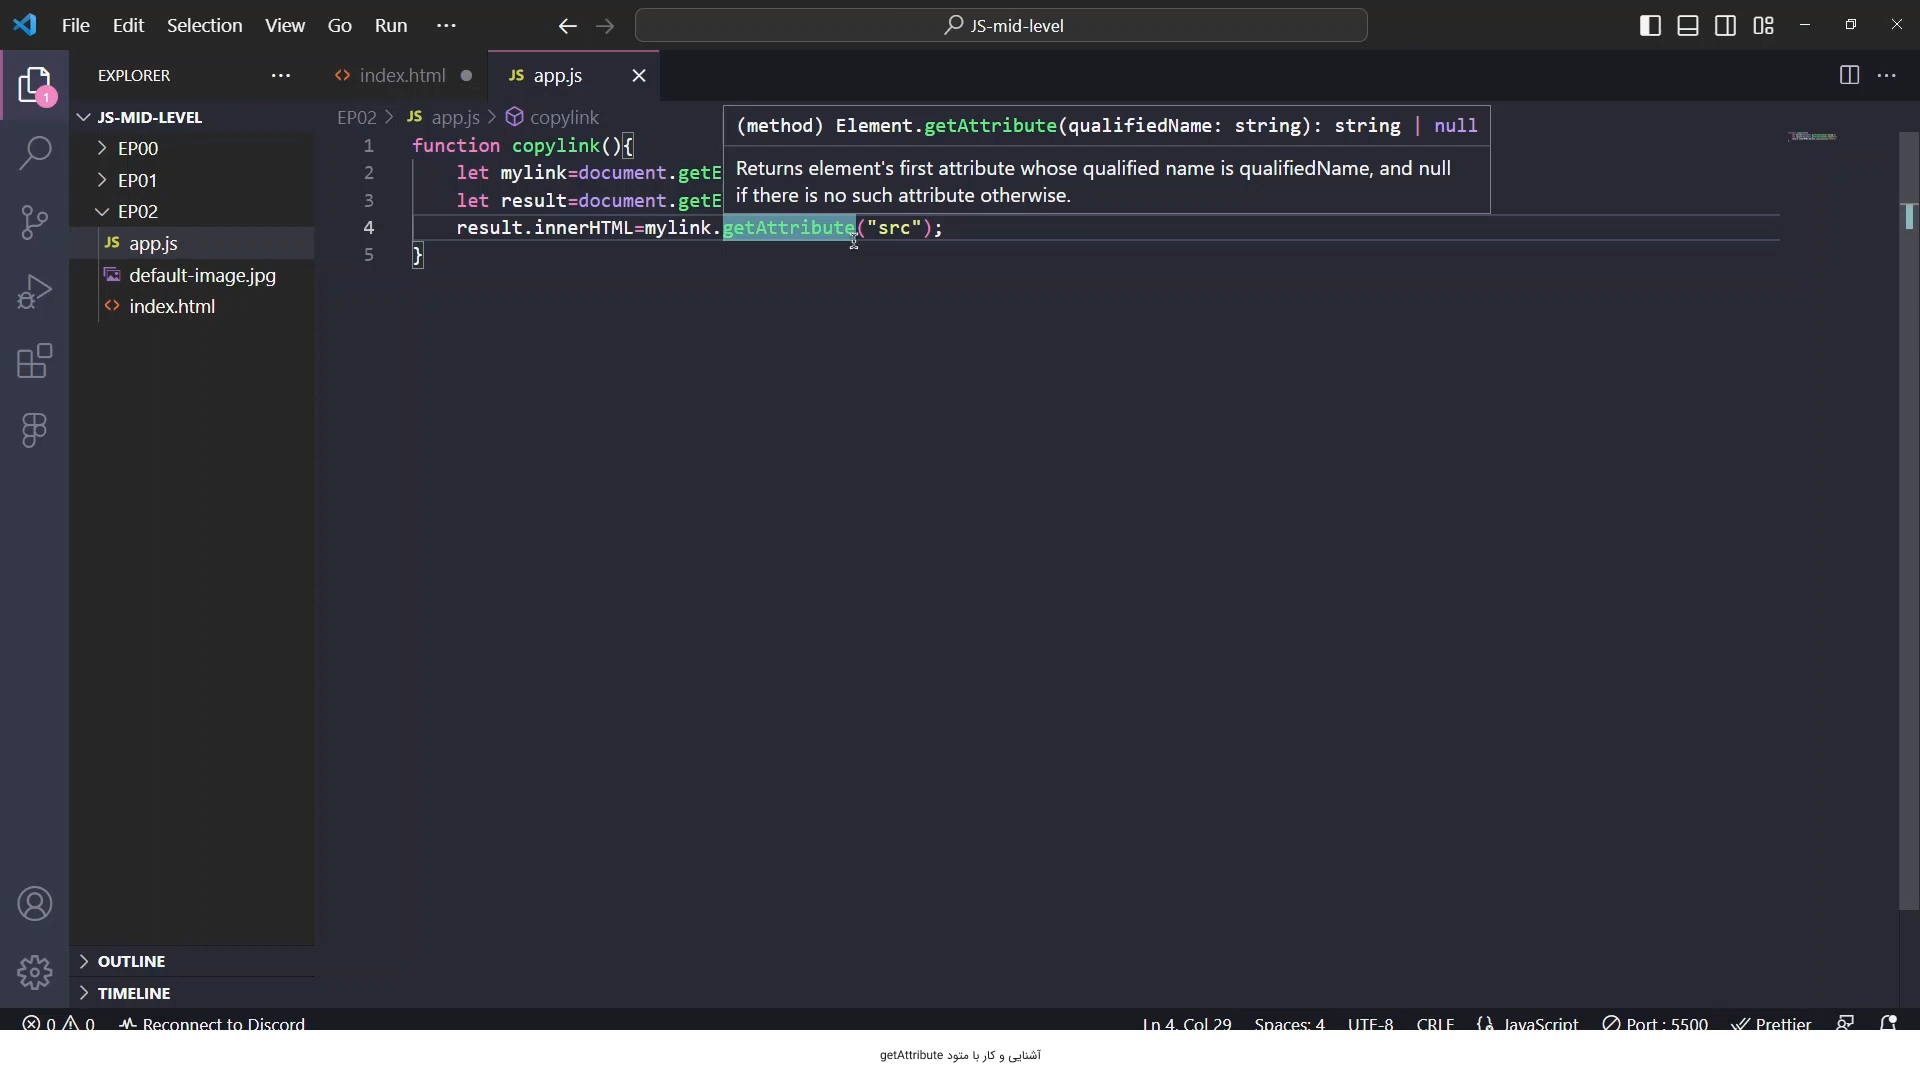 File Edit Selection View Go Run ··· JS-mid-level
EXPLORER ··· index.html JS app.js
1
JS-MID-LEVEL
EP02 > JS app.js > copylink
EP00
EP01
EP02
JS app.js
default-image.jpg
index.html
1 function copylink(){
2 let mylink=document.getE
3 let result=document.getE
4 result.innerHTML=mylink.getAttribute("src");
5 }
(method) Element.getAttribute(qualifiedName: string): string | null
Returns element's first attribute whose qualified name is qualifiedName, and null
if there is no such attribute otherwise.
OUTLINE
TIMELINE
0 0 Reconnect to Discord Ln 4, Col 29 Spaces: 4 UTF-8 CRLF {} JavaScript Port : 5500 Prettier
آشنایی و کار با متود getAttribute